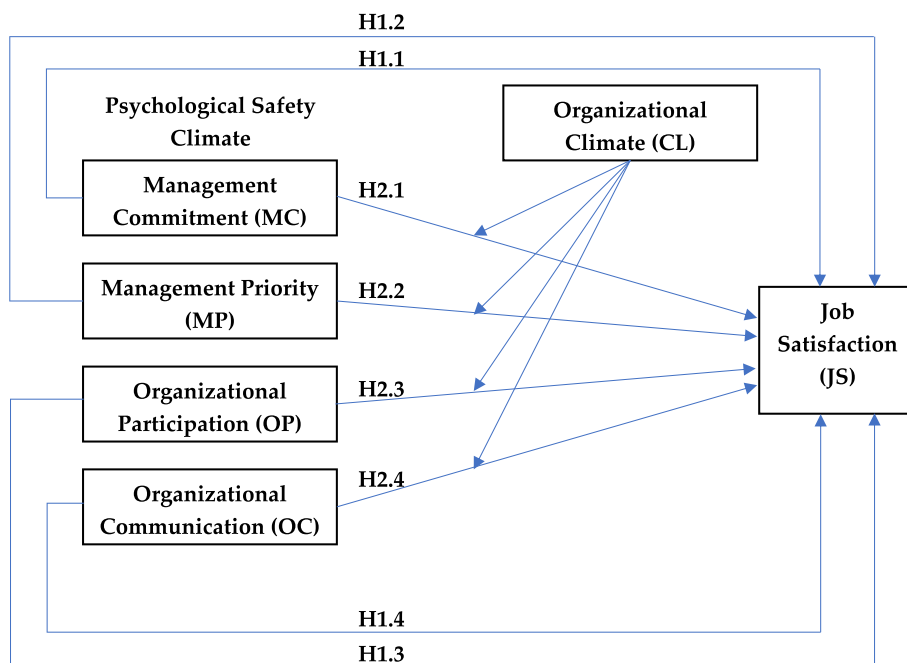 H1.2
H1.1
Psychological Safety
Climate
Organizational
Climate (CL)
Management
Commitment (MC)
H2.1
Management Priority
(MP)
H2.2
Job
Satisfaction
(JS)
Organizational
Participation (OP)
H2.3
Organizational
Communication (OC)
H2.4
H1.4
H1.3